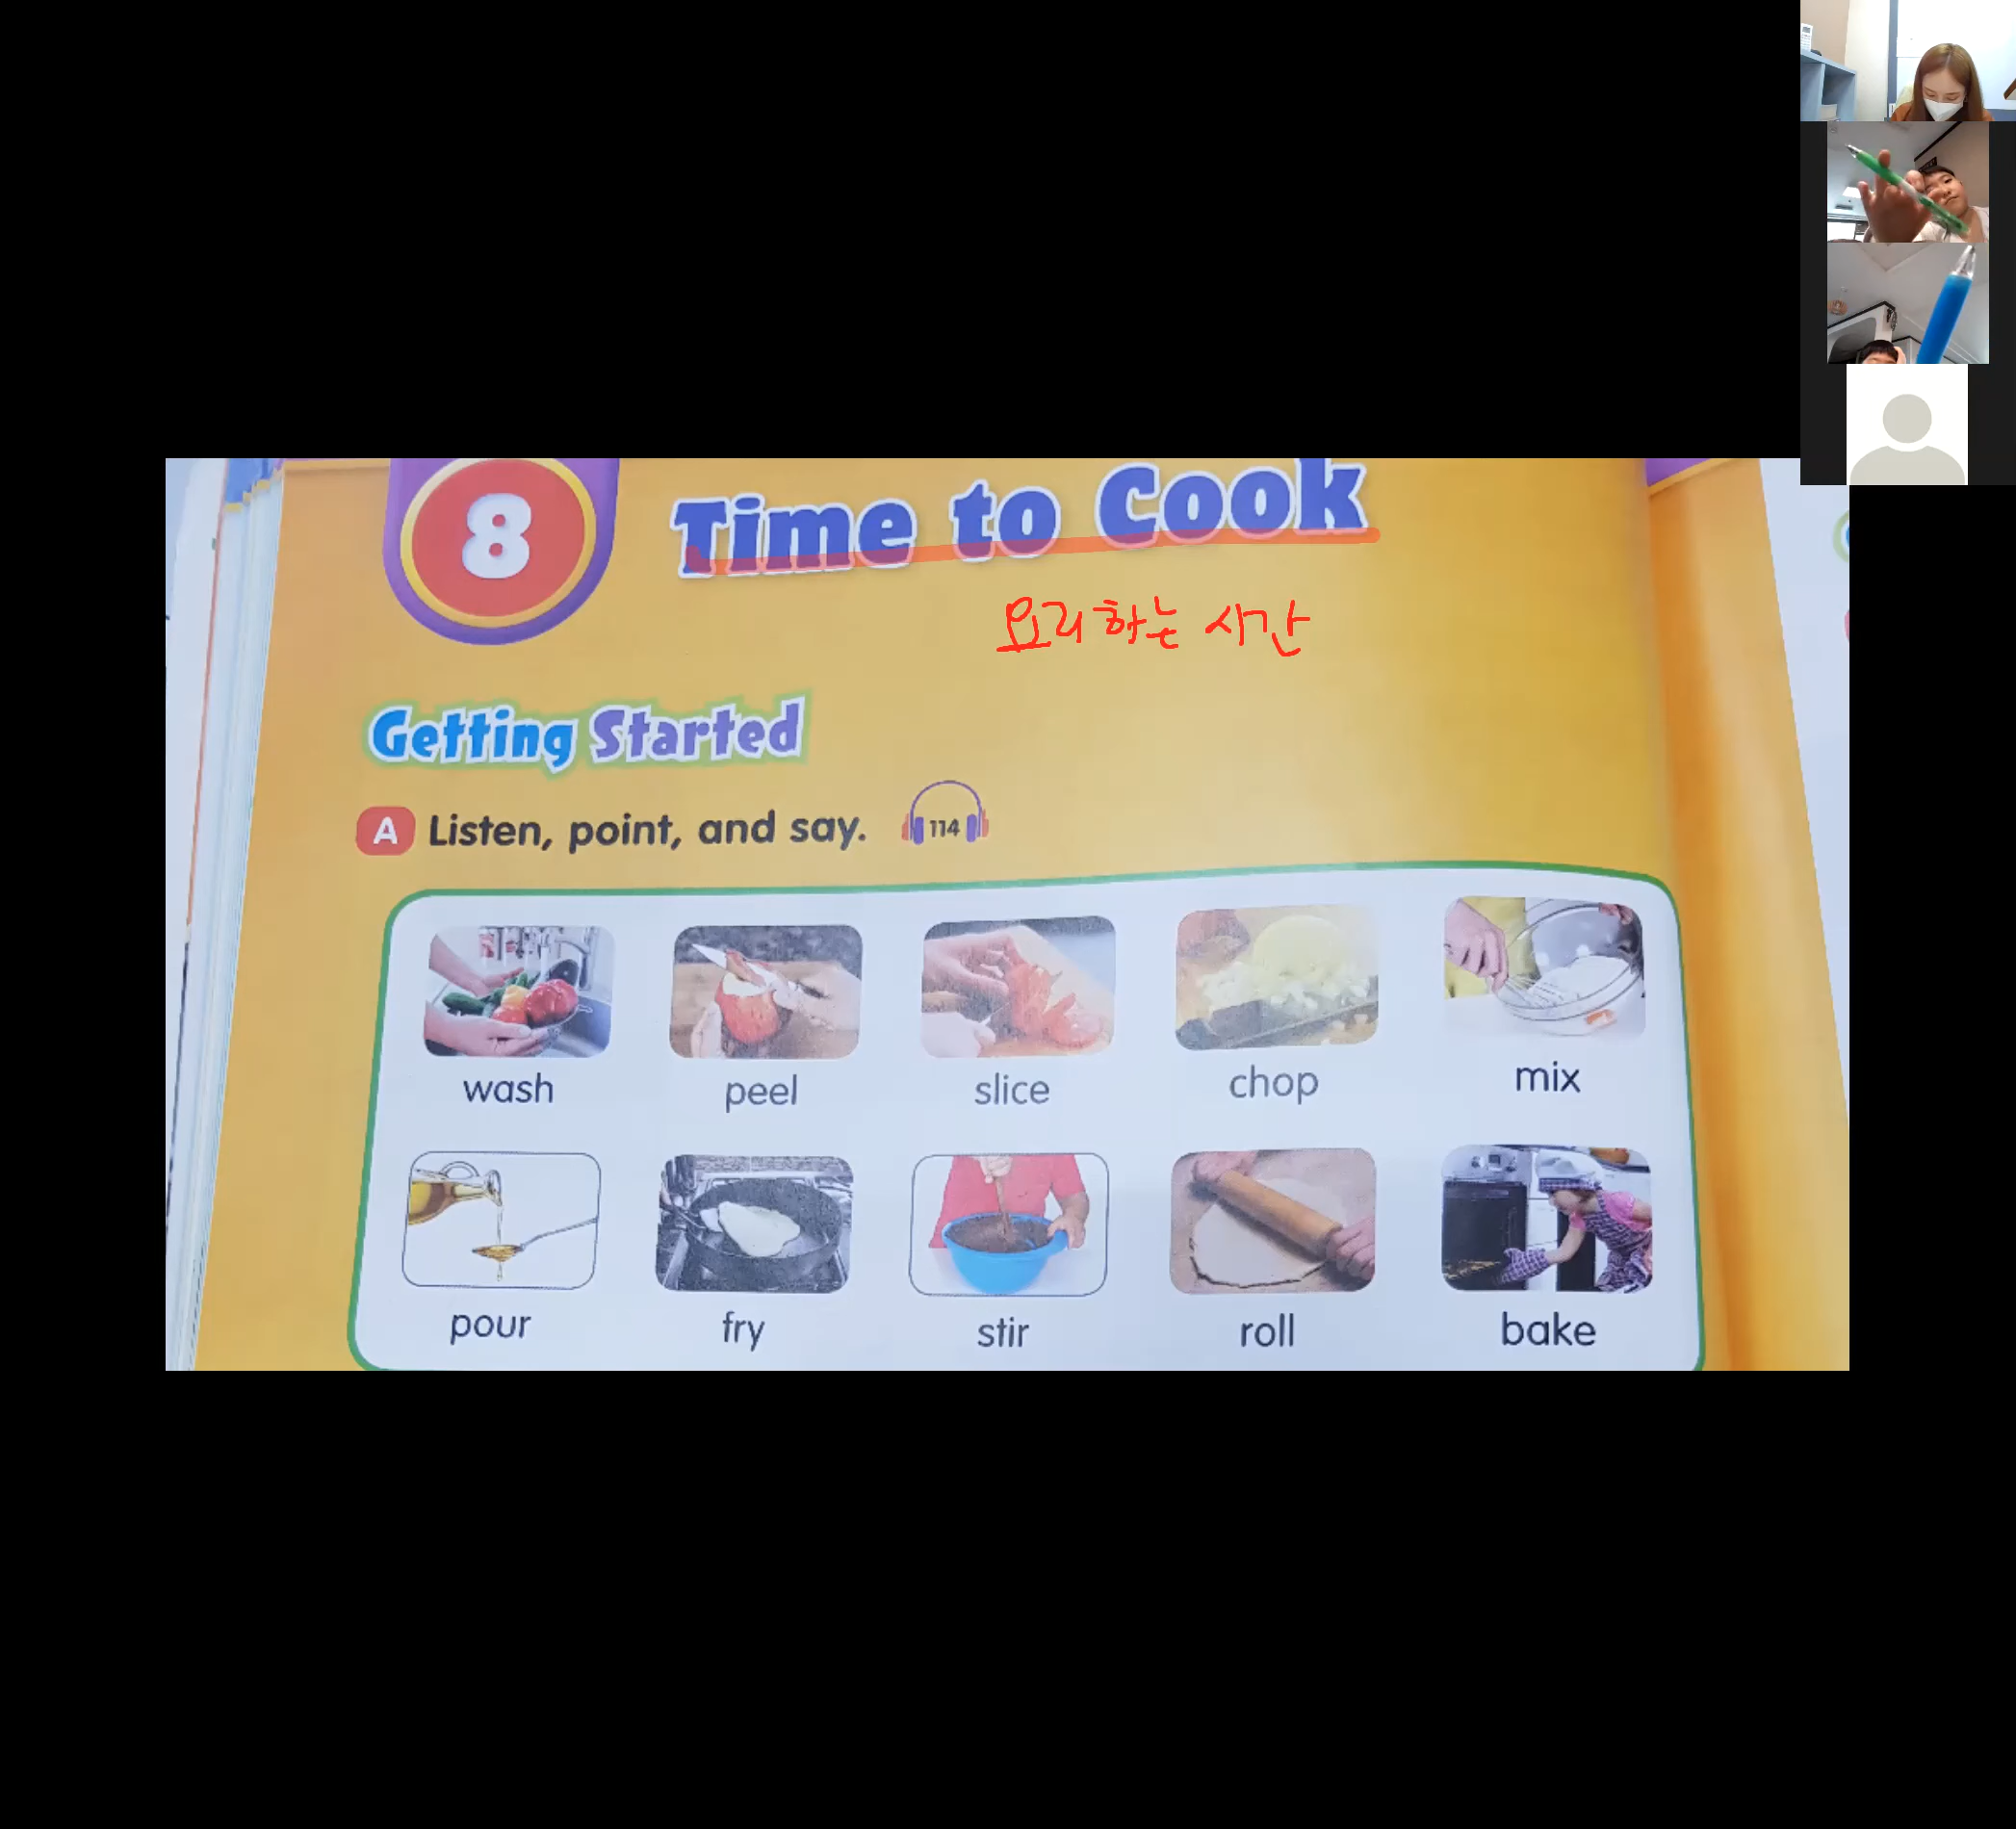 8 Time to Cook
요리하는 시간
Getting Started
A Listen, point, and say. 114
wash peel slice chop mix
pour fry stir roll bake